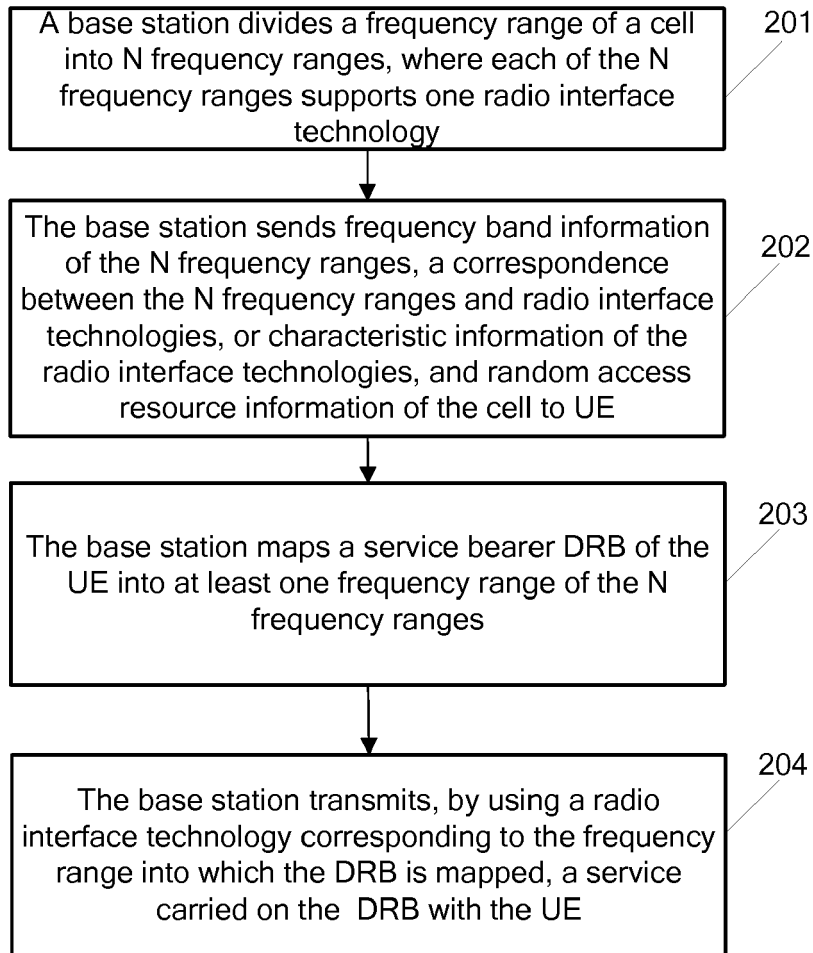 A base station divides a frequency range of a cell
into N frequency ranges, where each of the N
frequency ranges supports one radio interface
technology
201
The base station sends frequency band information
of the N frequency ranges, a correspondence
between the N frequency ranges and radio interface
technologies, or characteristic information of the
radio interface technologies, and random access
resource information of the cell to UE
202
The base station maps a service bearer DRB of the
UE into at least one frequency range of the N
frequency ranges
203
The base station transmits, by using a radio
interface technology corresponding to the frequency
range into which the DRB is mapped, a service
carried on the DRB with the UE
204